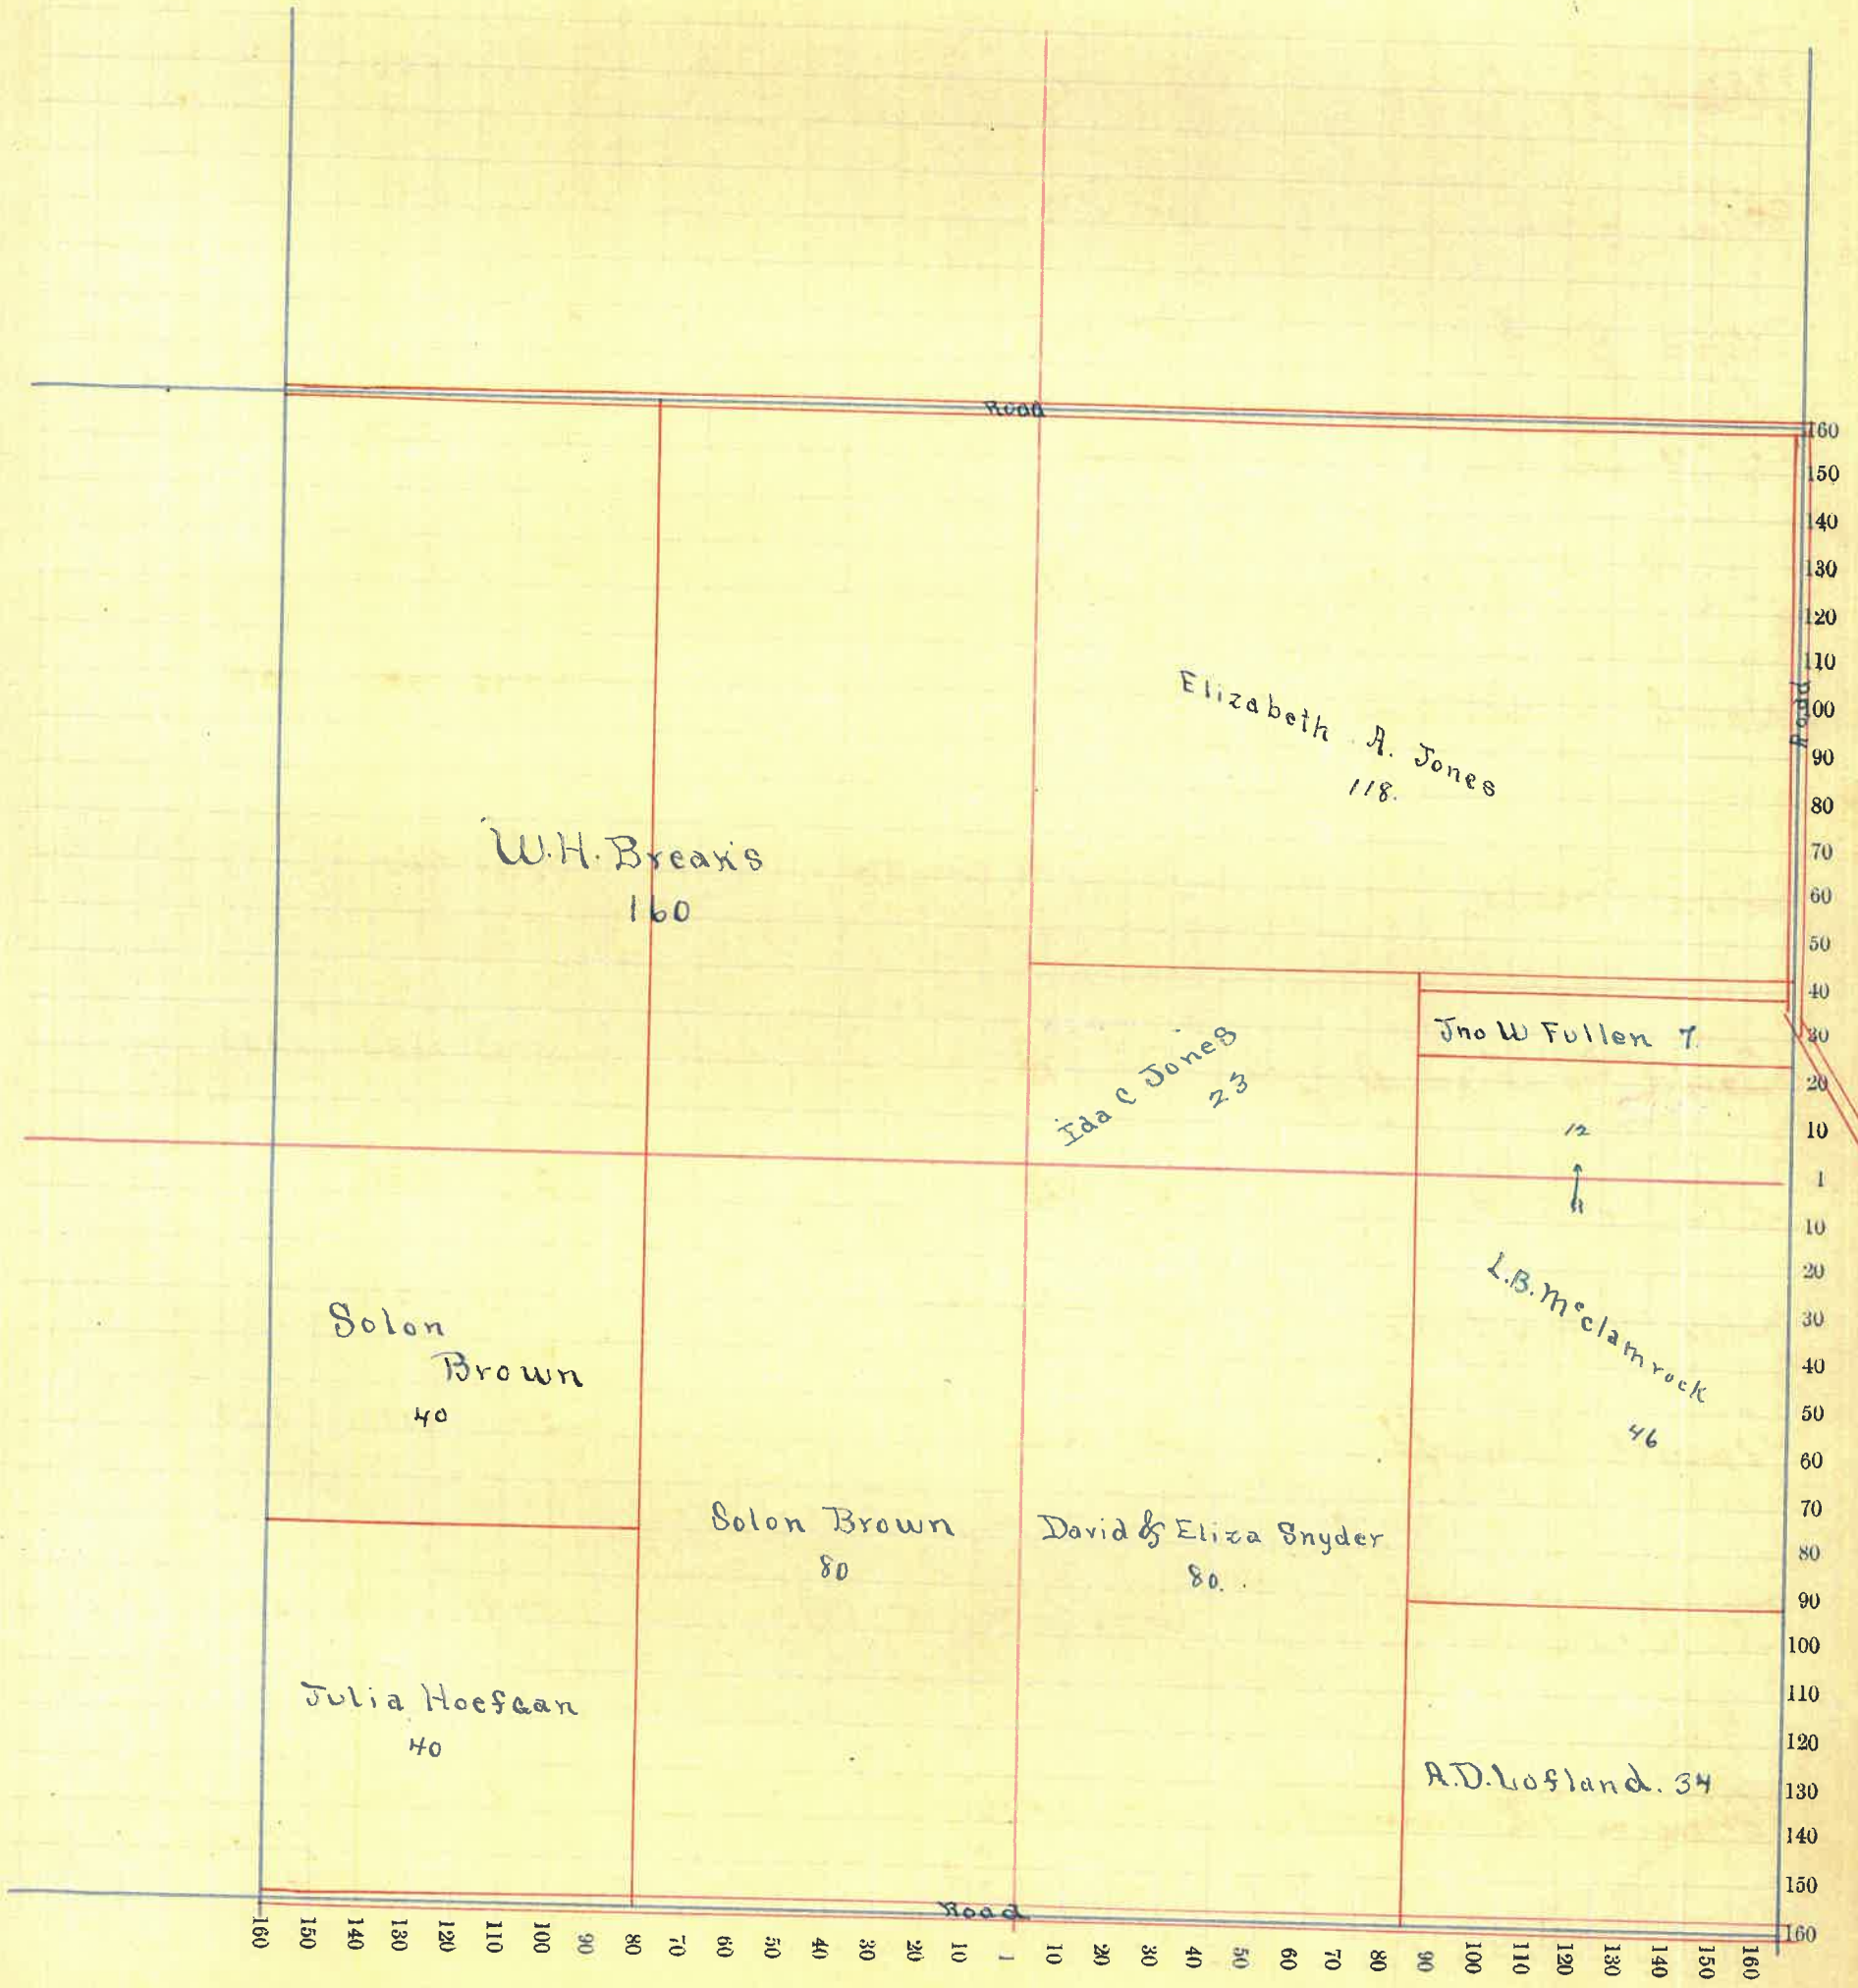 Road
160
150
140
130
120
110
100
90
80
70
60
50
40
30
20
10
1
10
20
30
40
50
60
70
80
90
100
110
120
130
140
150
160
Road
Elizabeth A. Jones
118.
W.H. Breaks
160
Jno W Fullen 7.
Ida C Jones
23
12
L.B. McClamrock
46
Solon
Brown
40
Solon Brown
80
David & Eliza Snyder
80.
Julia Hoefgan
40
A.D. Lofland. 34
Road
160 150 140 130 120 110 100 90 80 70 60 50 40 30 20 10 1 10 20 30 40 50 60 70 80 90 100 110 120 130 140 150 160